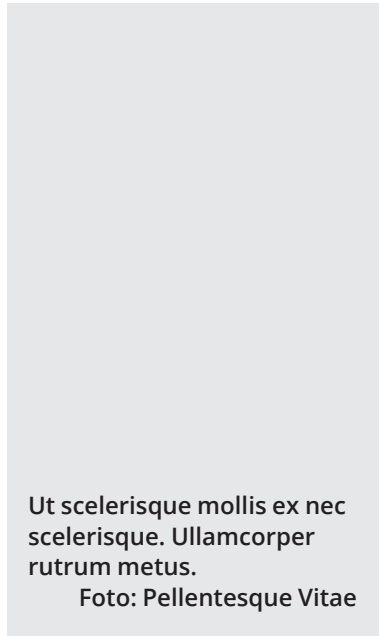 Ut scelerisque mollis ex nec
scelerisque. Ullamcorper
rutrum metus.
Foto: Pellentesque Vitae